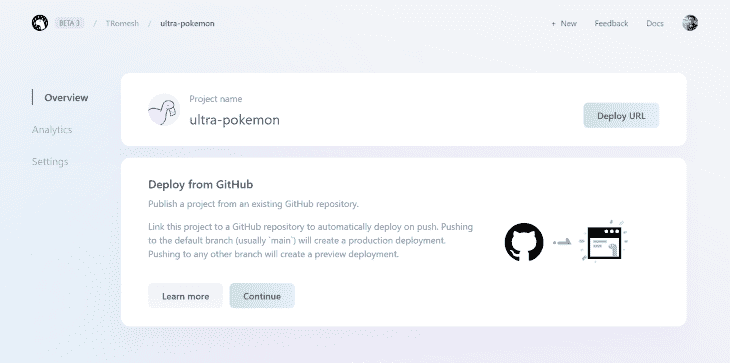 BETA 3 / TRomesh / ultra-pokemon + New Feedback Docs
Overview
Analytics
Settings
Project name
ultra-pokemon
Deploy URL
Deploy from GitHub
Publish a project from an existing GitHub repository.
Link this project to a GitHub repository to automatically deploy on push. Pushing
to the default branch (usually `main`) will create a production deployment.
Pushing to any other branch will create a preview deployment.
Learn more Continue